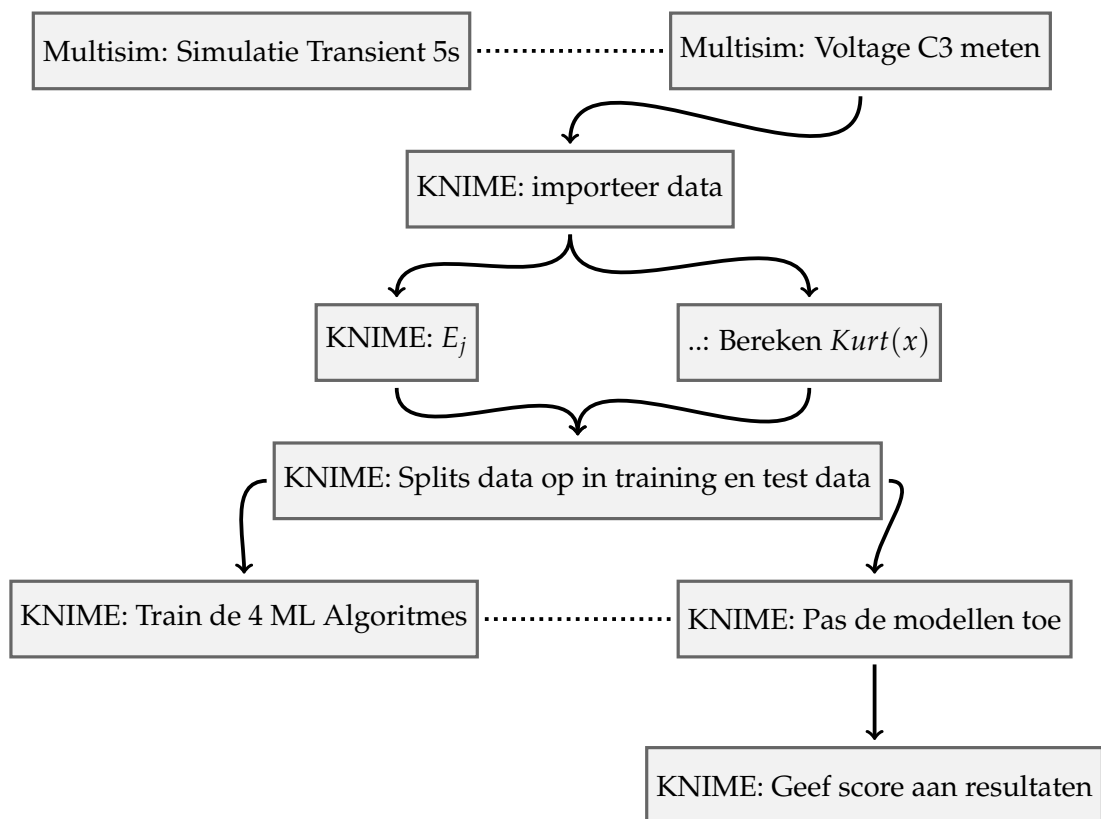 Multisim: Simulatie Transient 5s
Multisim: Voltage C3 meten
KNIME: importeer data
KNIME: E_j
..: Bereken Kurt(x)
KNIME: Splits data op in training en test data
KNIME: Train de 4 ML Algoritmes
KNIME: Pas de modellen toe
KNIME: Geef score aan resultaten